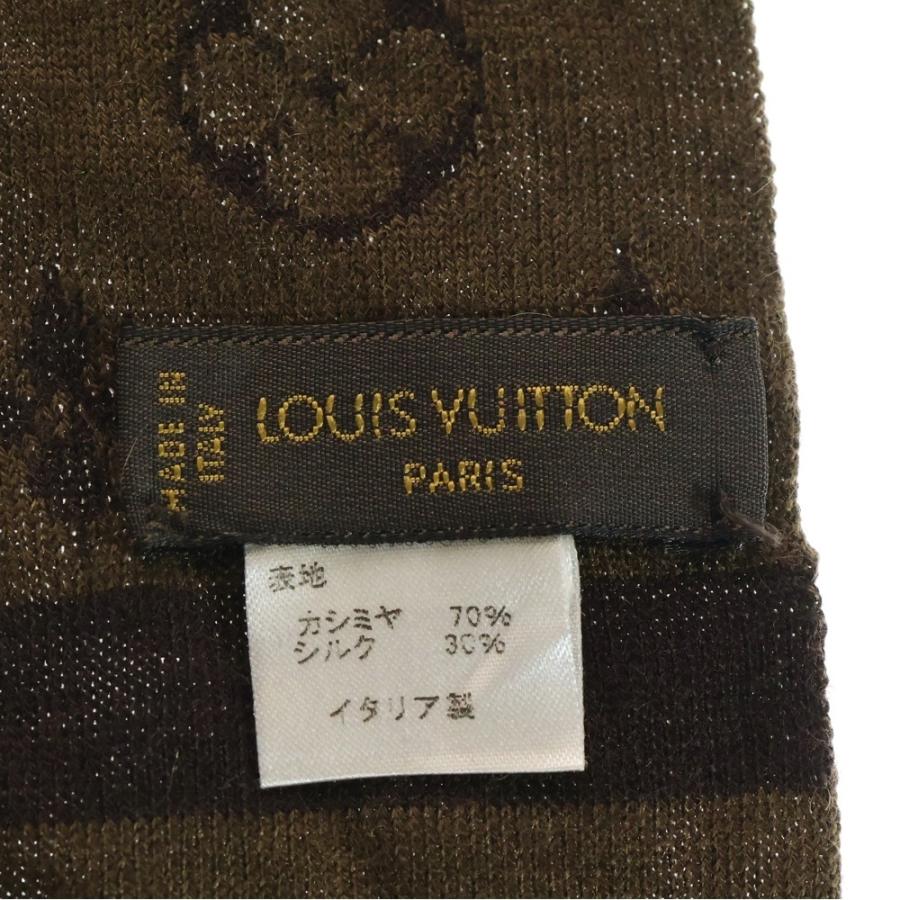 MADE IN
ITALY
LOUIS VUITTON
PARIS
表地
カシミヤ 70%
シルク 30%
イタリア製